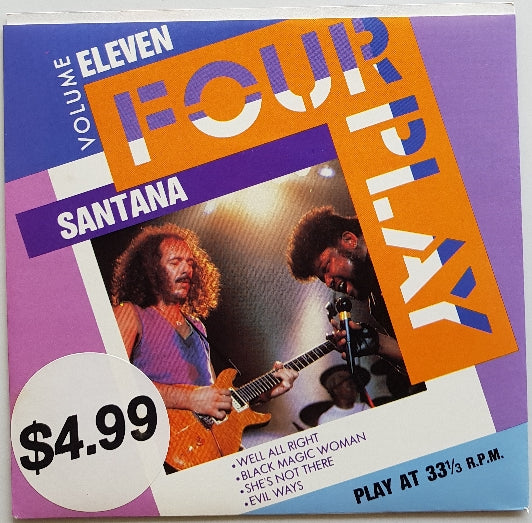 VOLUME ELEVEN
FOUR
PLAY
SANTANA
• WELL ALL RIGHT
• BLACK MAGIC WOMAN
• SHE'S NOT THERE
• EVIL WAYS
$4.99
PLAY AT 33⅓ R.P.M.